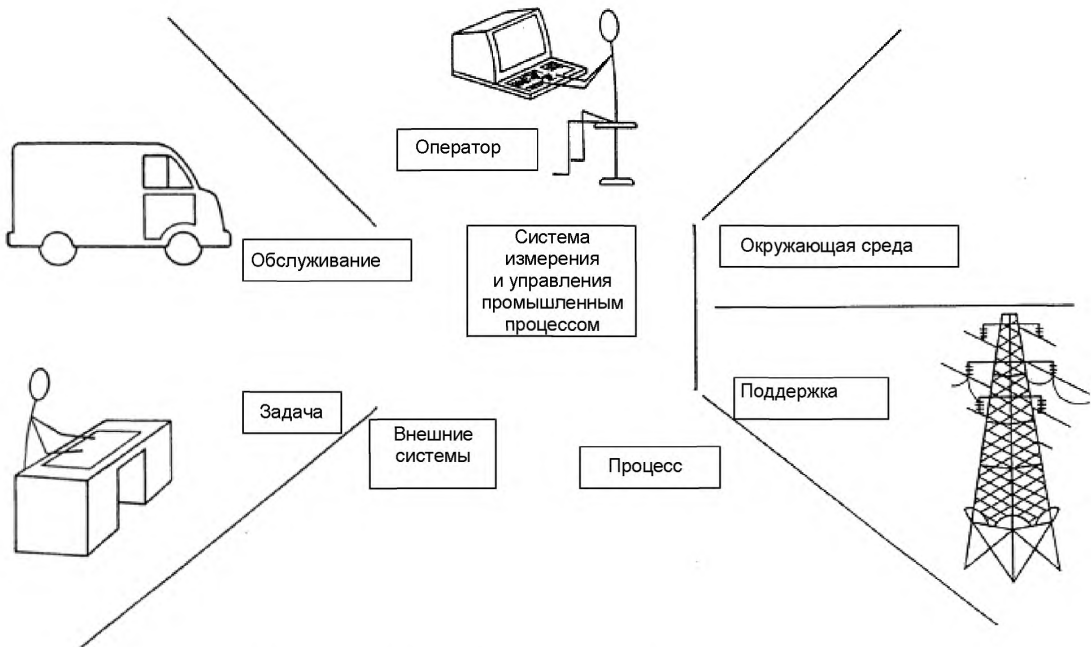 Оператор
Обслуживание
Система
измерения
и управления
промышленным
процессом
Окружающая среда
Задача
Внешние
системы
Процесс
Поддержка